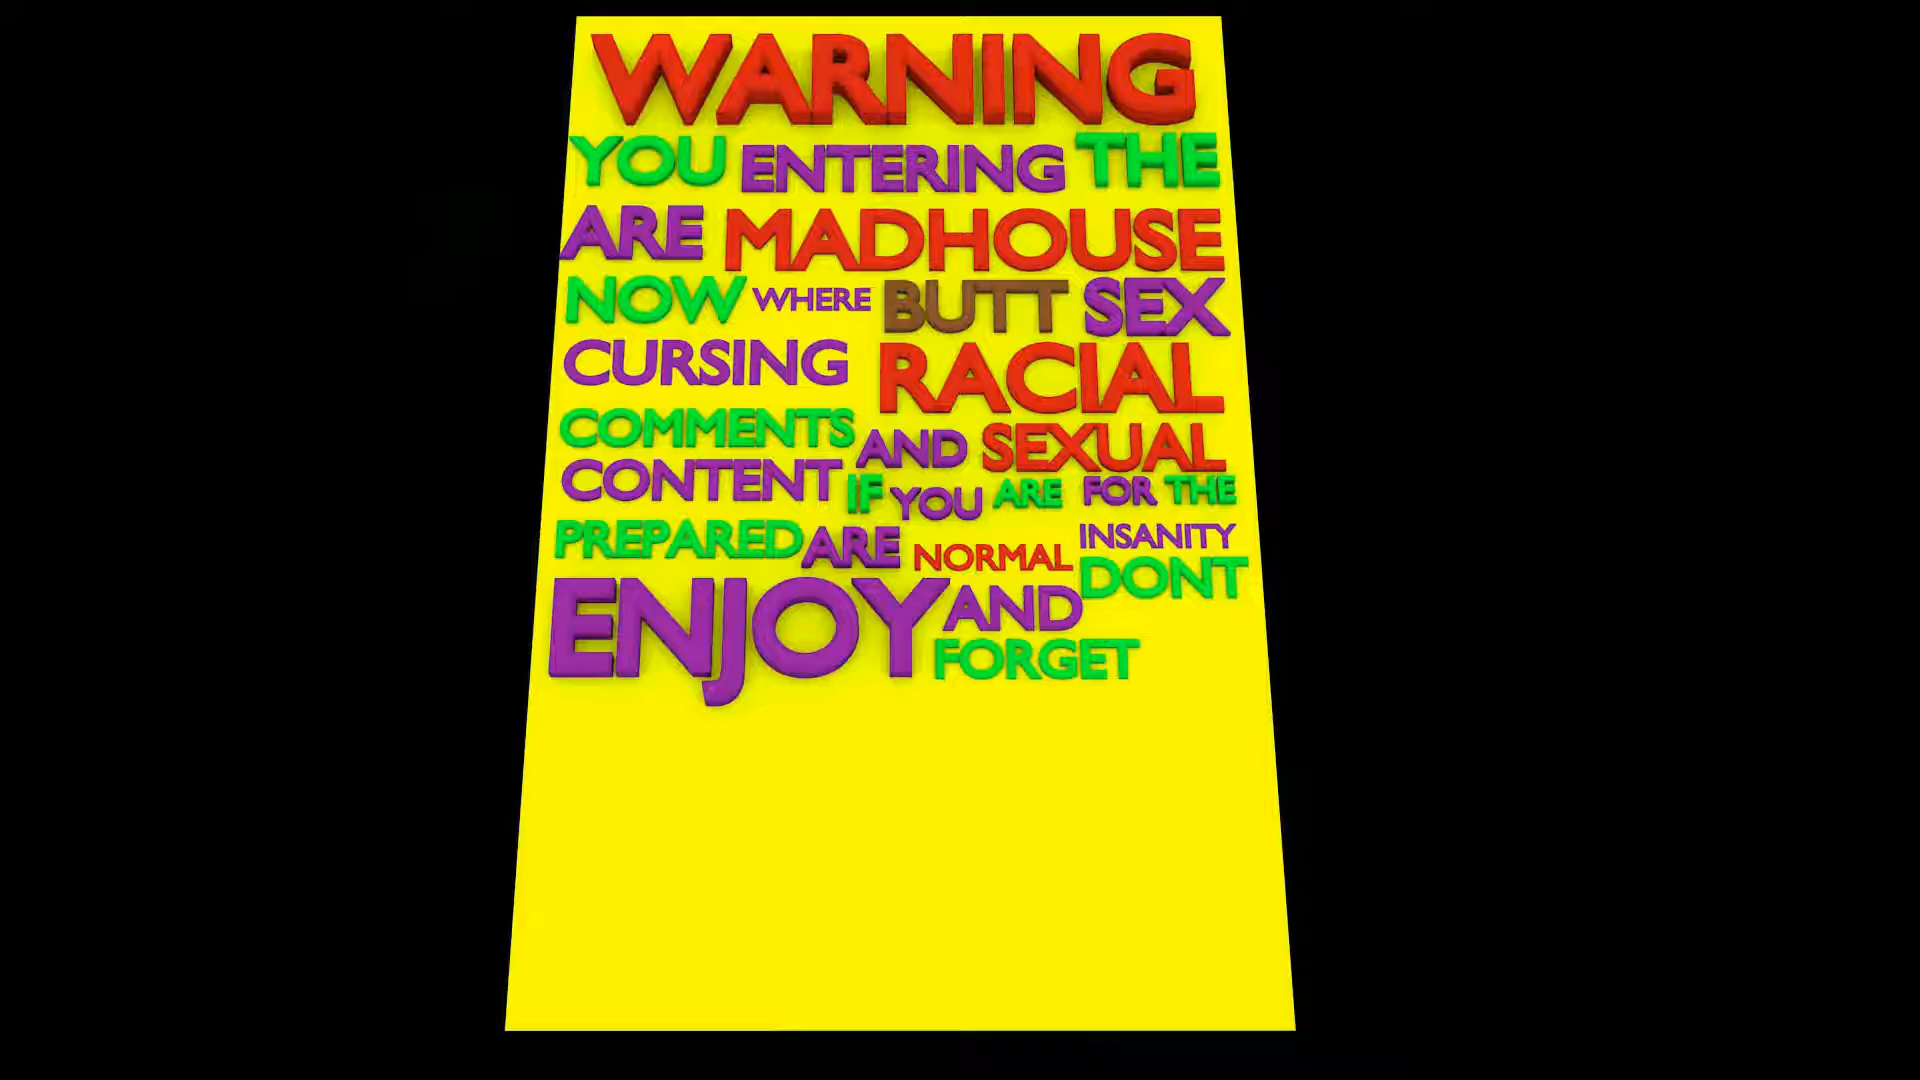 WARNING
YOU ENTERING THE
ARE MADHOUSE
NOW WHERE BUTT SEX
CURSING RACIAL
COMMENTS AND SEXUAL
CONTENT IF YOU ARE FOR THE
PREPARED ARE NORMAL INSANITY
ENJOY AND DONT
FORGET